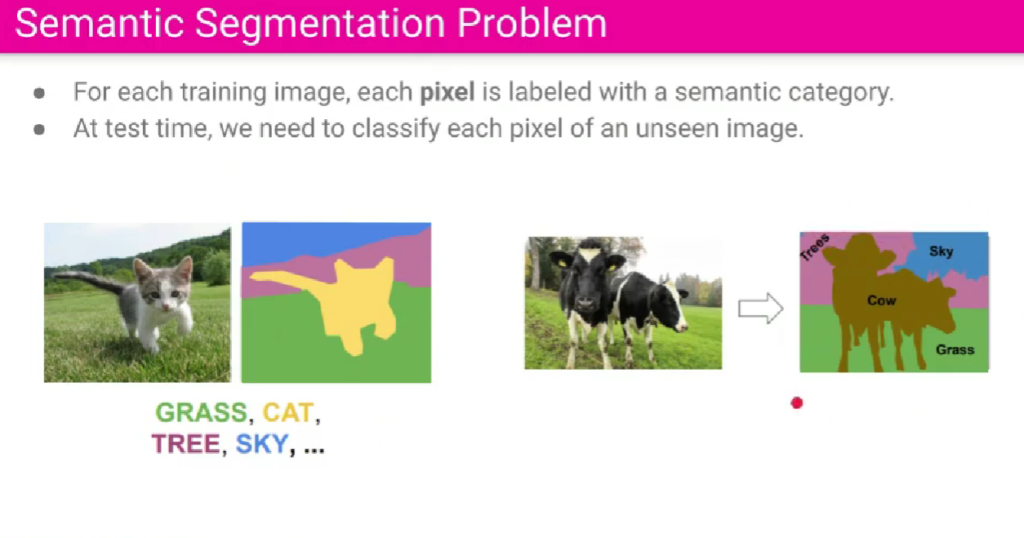 Semantic Segmentation Problem
● For each training image, each pixel is labeled with a semantic category.
● At test time, we need to classify each pixel of an unseen image.
Trees
Sky
Cow
Grass
GRASS, CAT,
TREE, SKY, ...